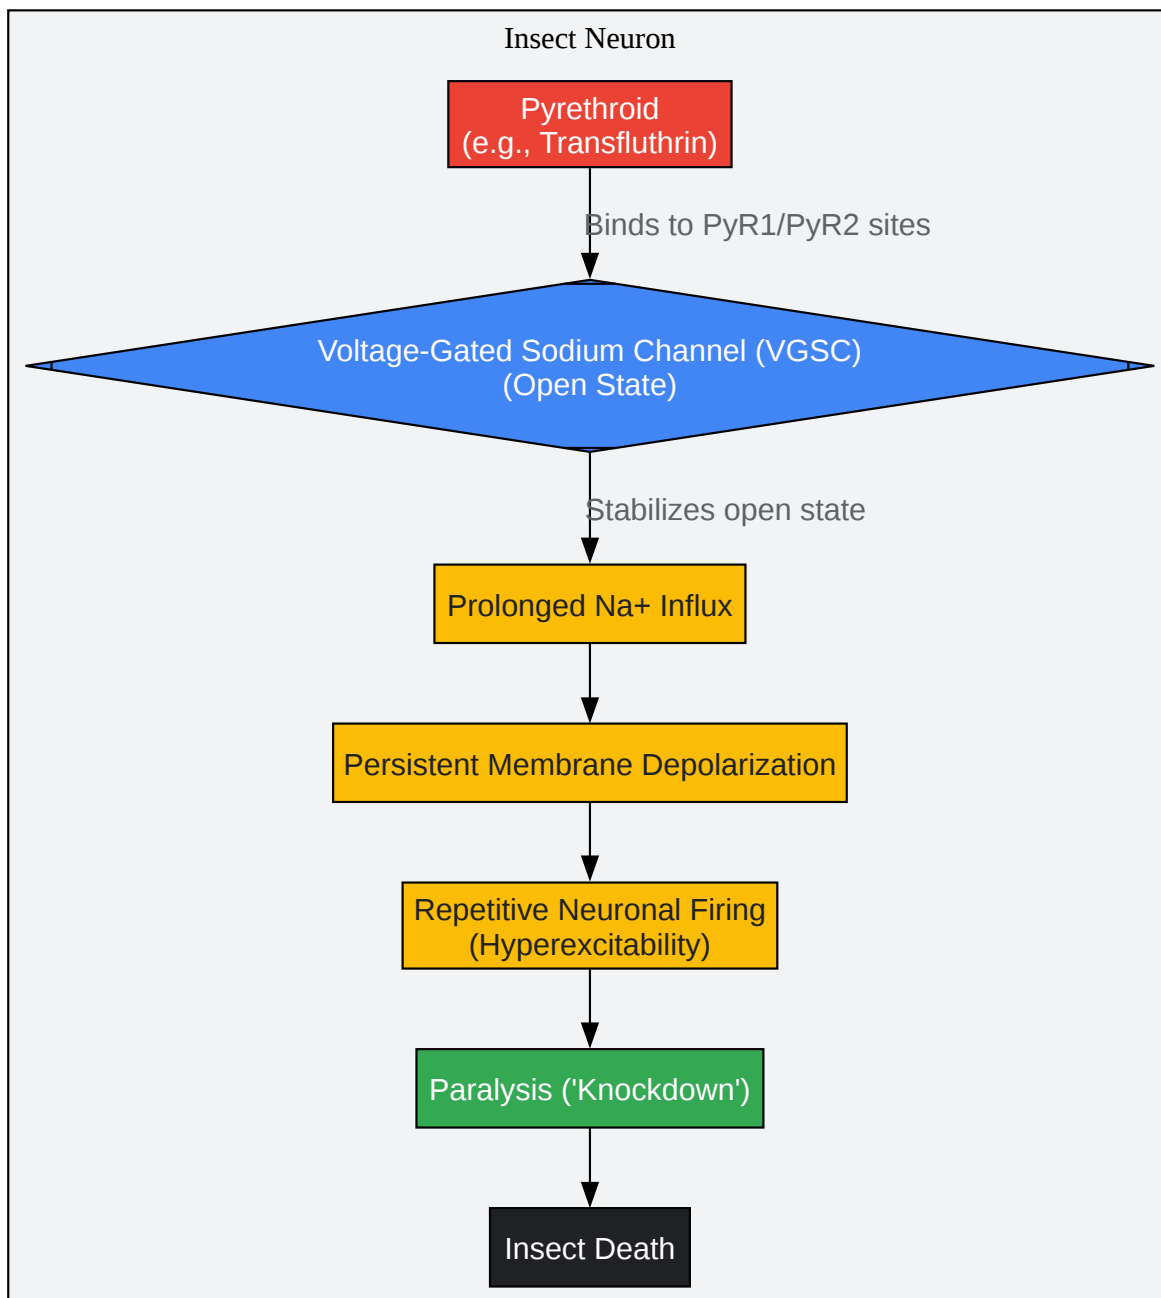 Insect Neuron
Pyrethroid
(e.g., Transfluthrin)
Binds to PyR1/PyR2 sites
Voltage-Gated Sodium Channel (VGSC)
(Open State)
Stabilizes open state
Prolonged Na+ Influx
Persistent Membrane Depolarization
Repetitive Neuronal Firing
(Hyperexcitability)
Paralysis ('Knockdown')
Insect Death